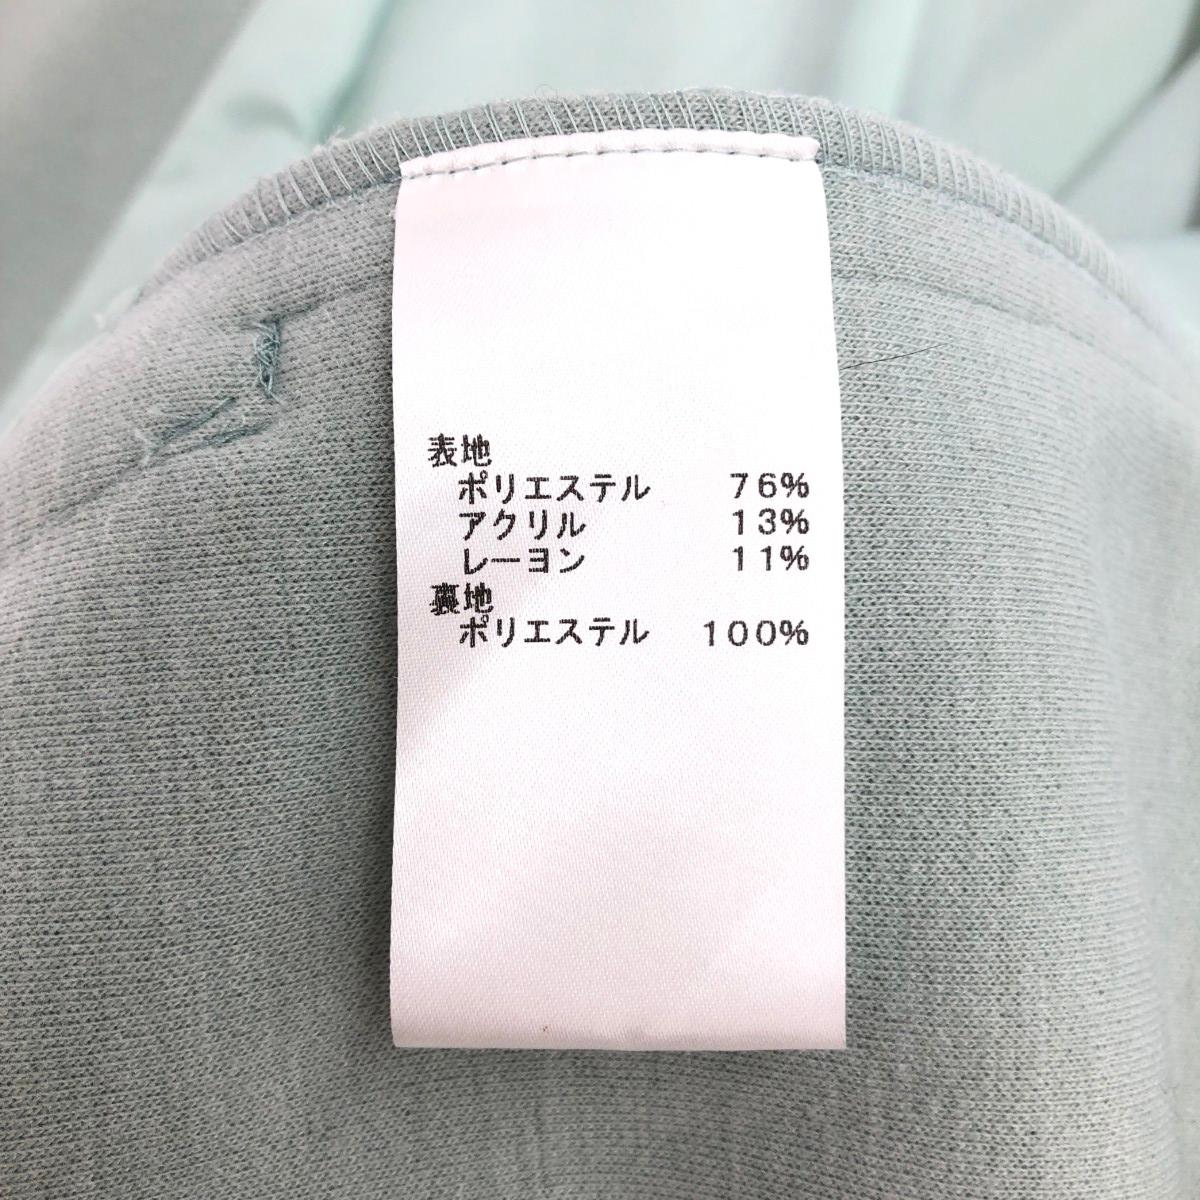 表地
ポリエステル 76%
アクリル 13%
レーヨン 11%
裏地
ポリエステル 100%